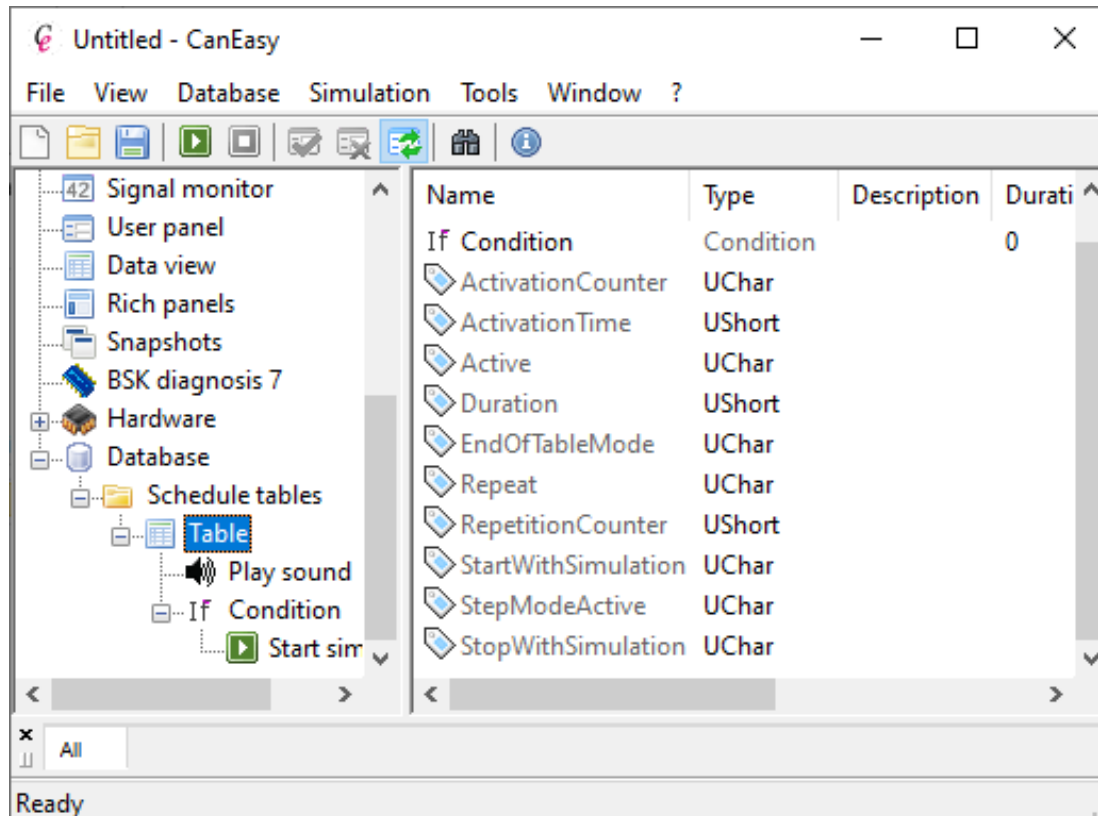 Untitled - CanEasy
File View Database Simulation Tools Window ?
42 Signal monitor
User panel
Data view
Rich panels
Snapshots
BSK diagnosis 7
Hardware
Database
Schedule tables
Table
Play sound
If Condition
Start sim
Name Type Description Durati
If Condition Condition 0
ActivationCounter UChar
ActivationTime UShort
Active UChar
Duration UShort
EndOfTableMode UChar
Repeat UChar
RepetitionCounter UShort
StartWithSimulation UChar
StepModeActive UChar
StopWithSimulation UChar
All
Ready